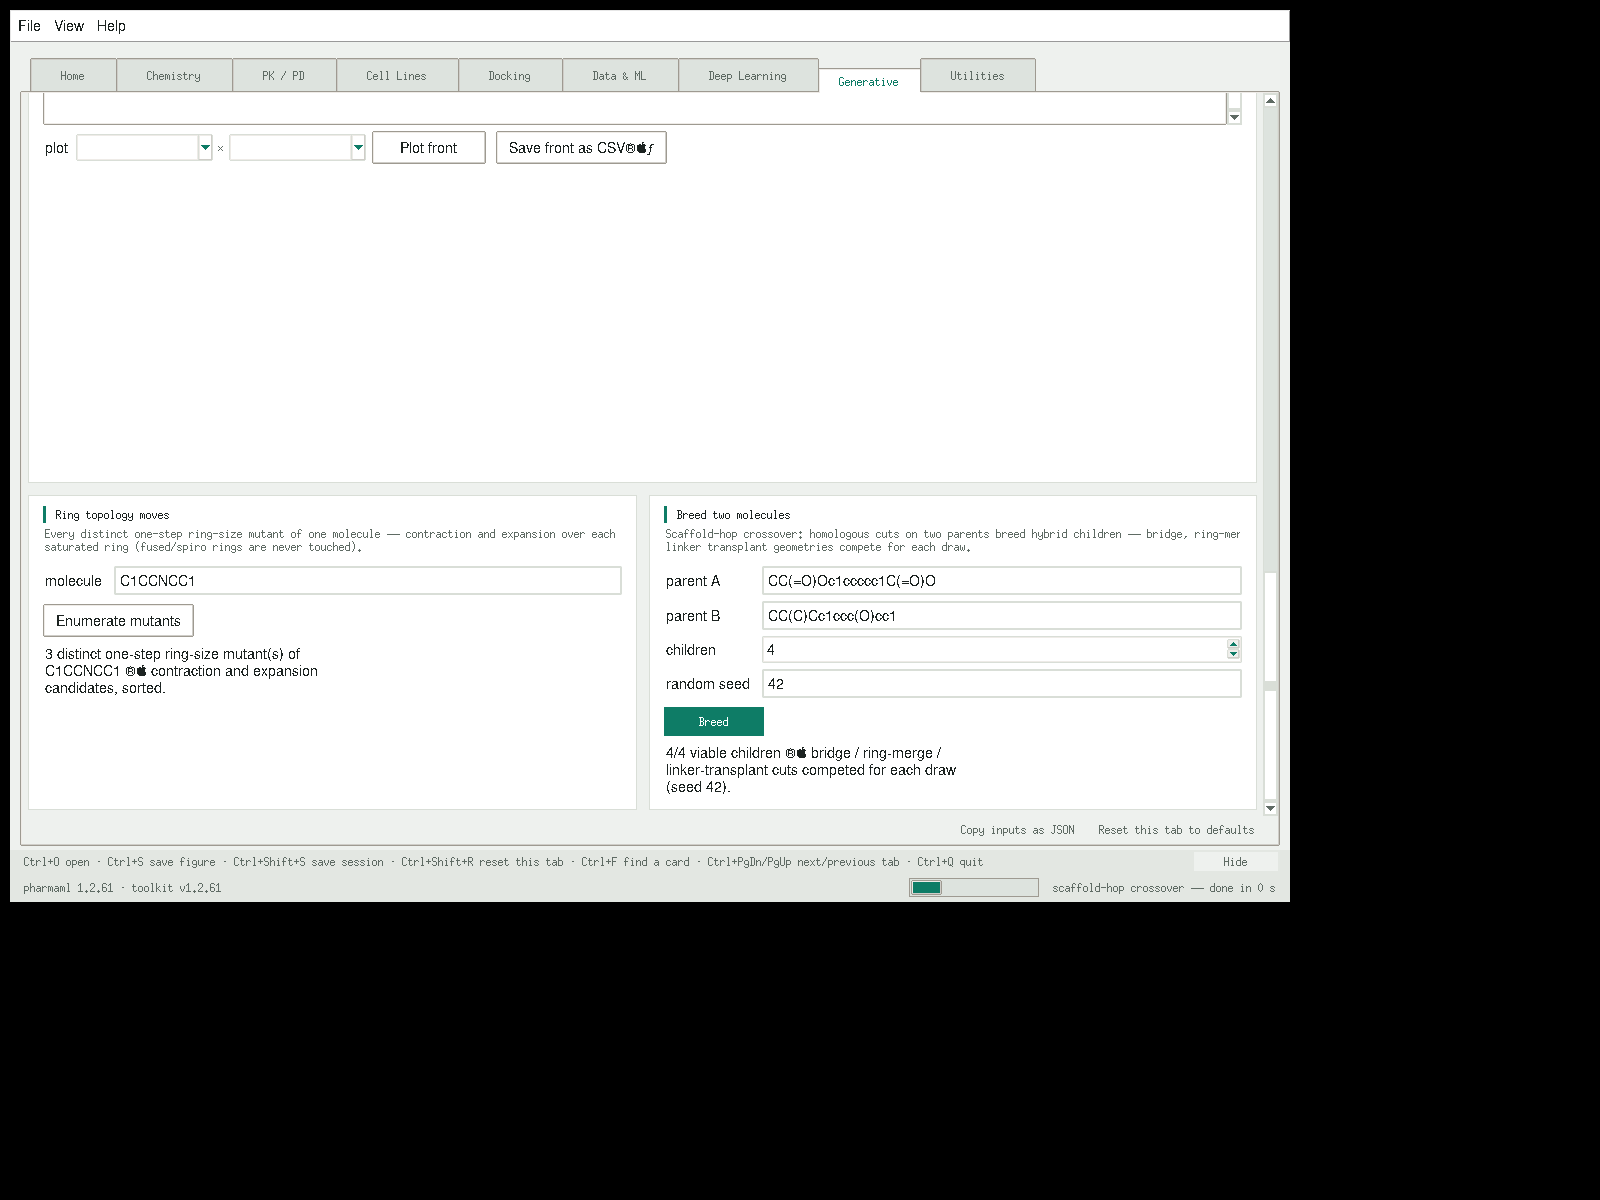 File View Help
Home Chemistry PK / PD Cell Lines Docking Data & ML Deep Learning Generative Utilities
plot × Plot front Save front as CSV®ƒ
Ring topology moves
Every distinct one-step ring-size mutant of one molecule — contraction and expansion over each
saturated ring (fused/spiro rings are never touched).
molecule C1CCNCC1
Enumerate mutants
3 distinct one-step ring-size mutant(s) of
C1CCNCC1 ® contraction and expansion
candidates, sorted.
Breed two molecules
Scaffold-hop crossover: homologous cuts on two parents breed hybrid children — bridge, ring-mer
linker transplant geometries compete for each draw.
parent A CC(=O)Oc1ccccc1C(=O)O
parent B CC(C)Cc1ccc(O)cc1
children 4
random seed 42
Breed
4/4 viable children ® bridge / ring-merge /
linker-transplant cuts competed for each draw
(seed 42).
Copy inputs as JSON Reset this tab to defaults
Ctrl+O open · Ctrl+S save figure · Ctrl+Shift+S save session · Ctrl+Shift+R reset this tab · Ctrl+F find a card · Ctrl+PgDn/PgUp next/previous tab · Ctrl+Q quit Hide
pharmaml 1.2.61 · toolkit v1.2.61 scaffold-hop crossover — done in 0 s